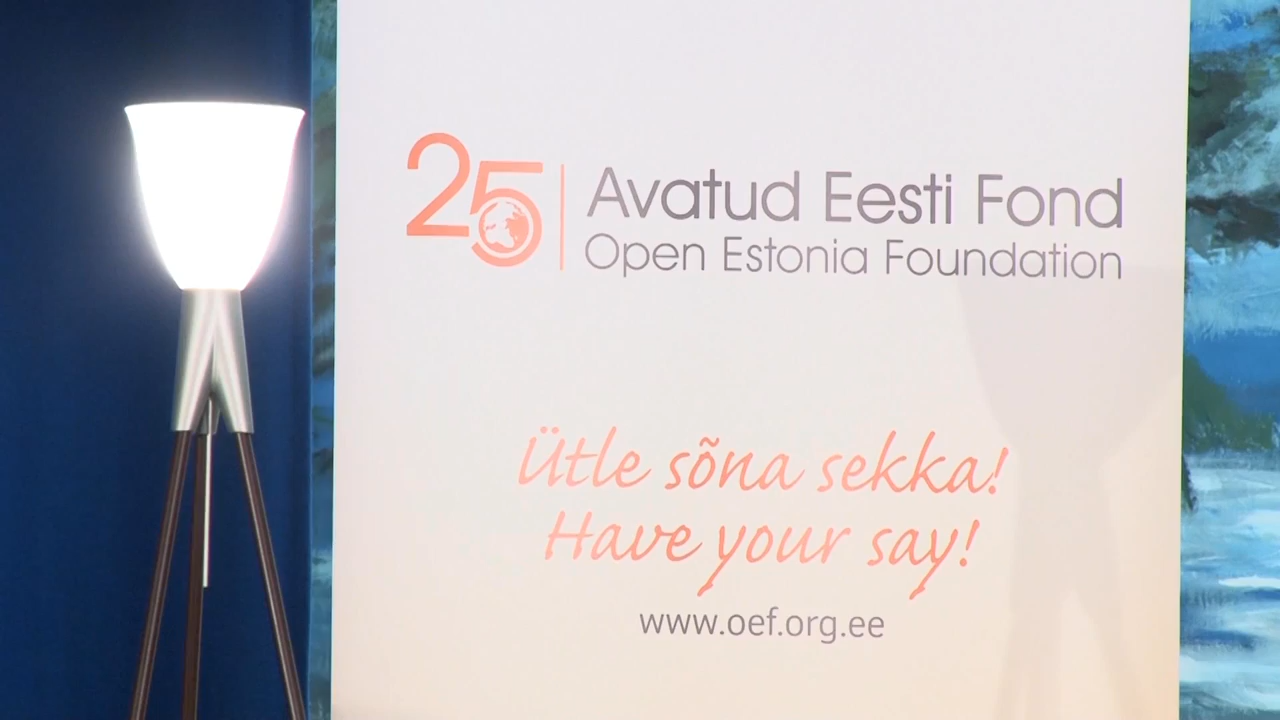 25
Avatud Eesti Fond
Open Estonia Foundation
Ütle sõna sekka!
Have your say!
www.oef.org.ee